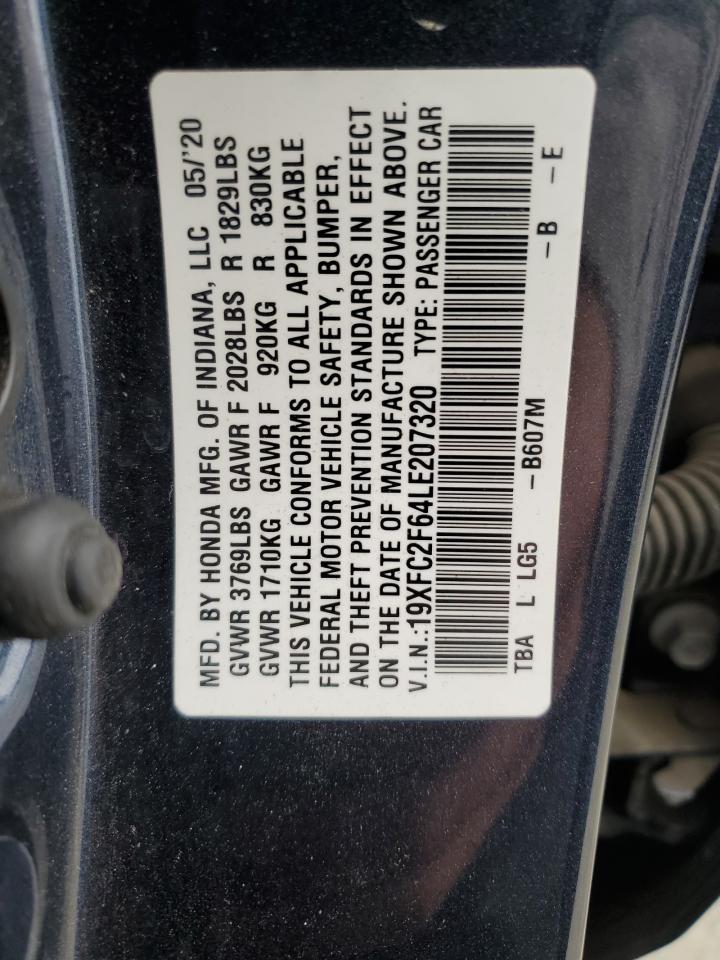 MFD. BY HONDA MFG. OF INDIANA, LLC 05/'20
GVWR 3769LBS GAWR F 2028LBS R 1829LBS
GVWR 1710KG GAWR F 920KG R 830KG
THIS VEHICLE CONFORMS TO ALL APPLICABLE
FEDERAL MOTOR VEHICLE SAFETY, BUMPER,
AND THEFT PREVENTION STANDARDS IN EFFECT
ON THE DATE OF MANUFACTURE SHOWN ABOVE.
V.I.N.:19XFC2F64LE207320 TYPE: PASSENGER CAR
TBA L LG5 -B607M -B -E